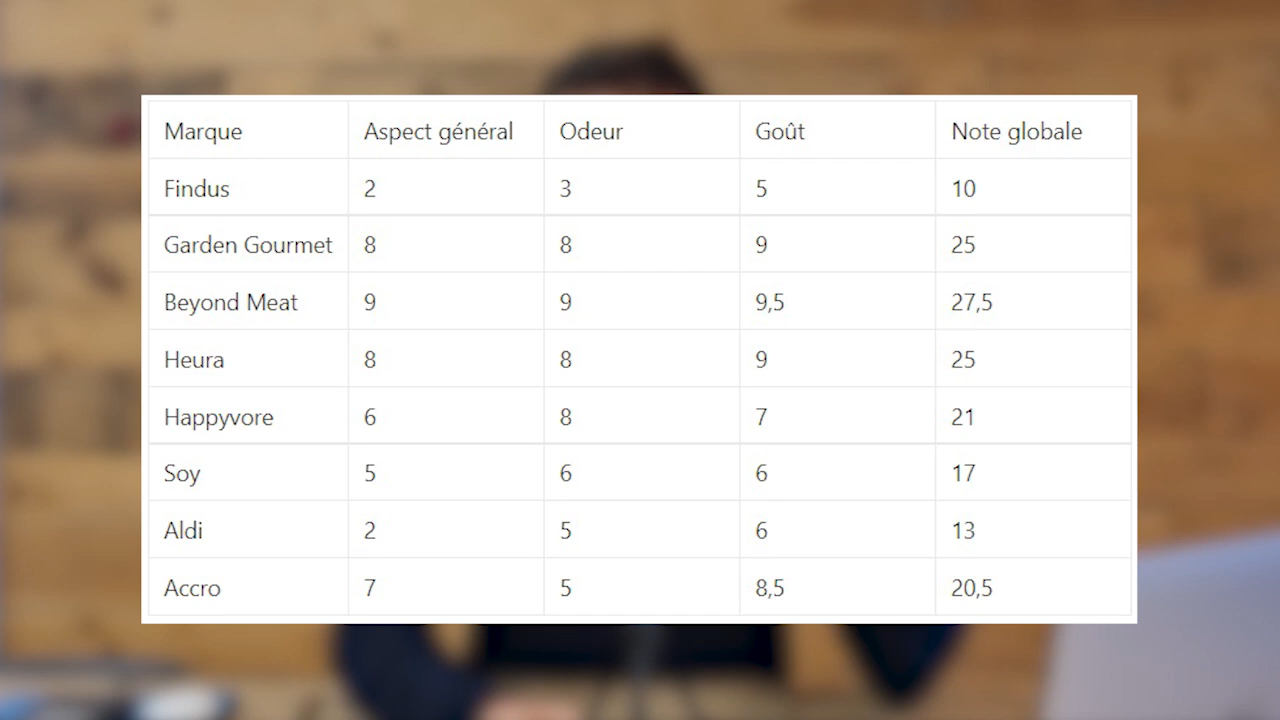 Marque Aspect général Odeur Goût Note globale
Findus 2 3 5 10
Garden Gourmet 8 8 9 25
Beyond Meat 9 9 9,5 27,5
Heura 8 8 9 25
Happyvore 6 8 7 21
Soy 5 6 6 17
Aldi 2 5 6 13
Accro 7 5 8,5 20,5